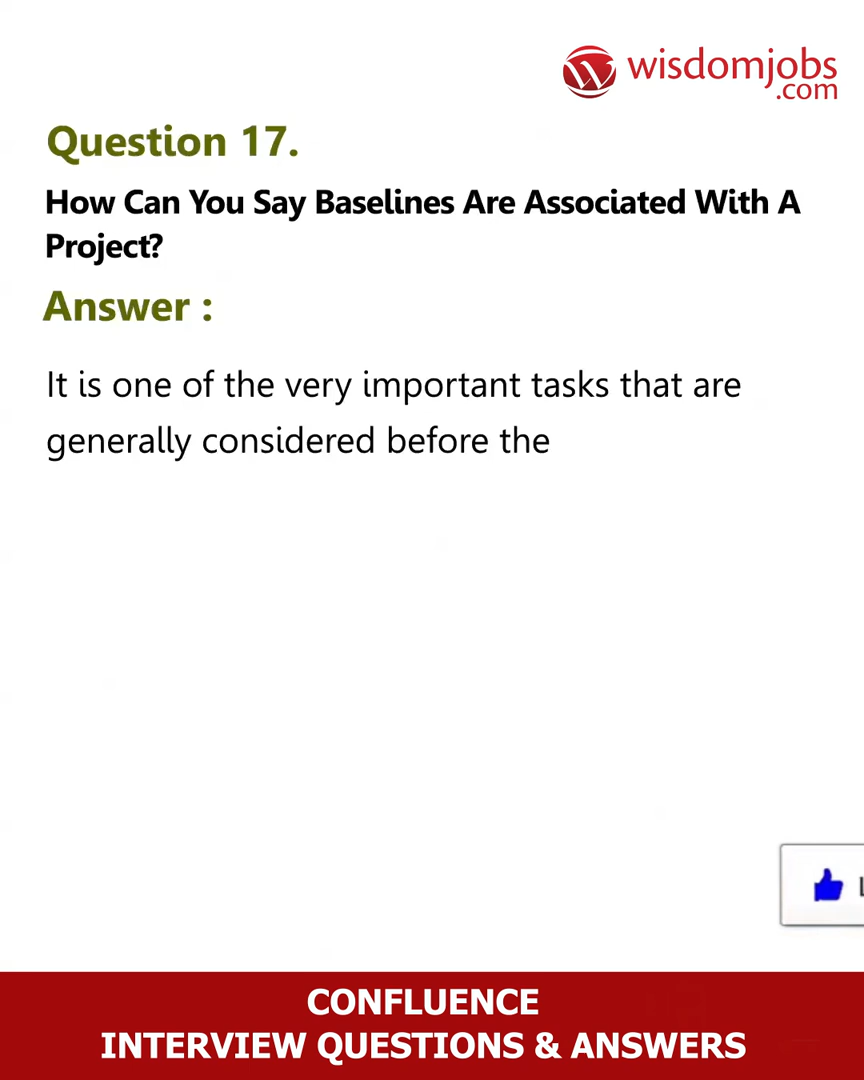 wisdomjobs
.com
Question 17.
How Can You Say Baselines Are Associated With A
Project?
Answer :
It is one of the very important tasks that are
generally considered before the
CONFLUENCE
INTERVIEW QUESTIONS & ANSWERS